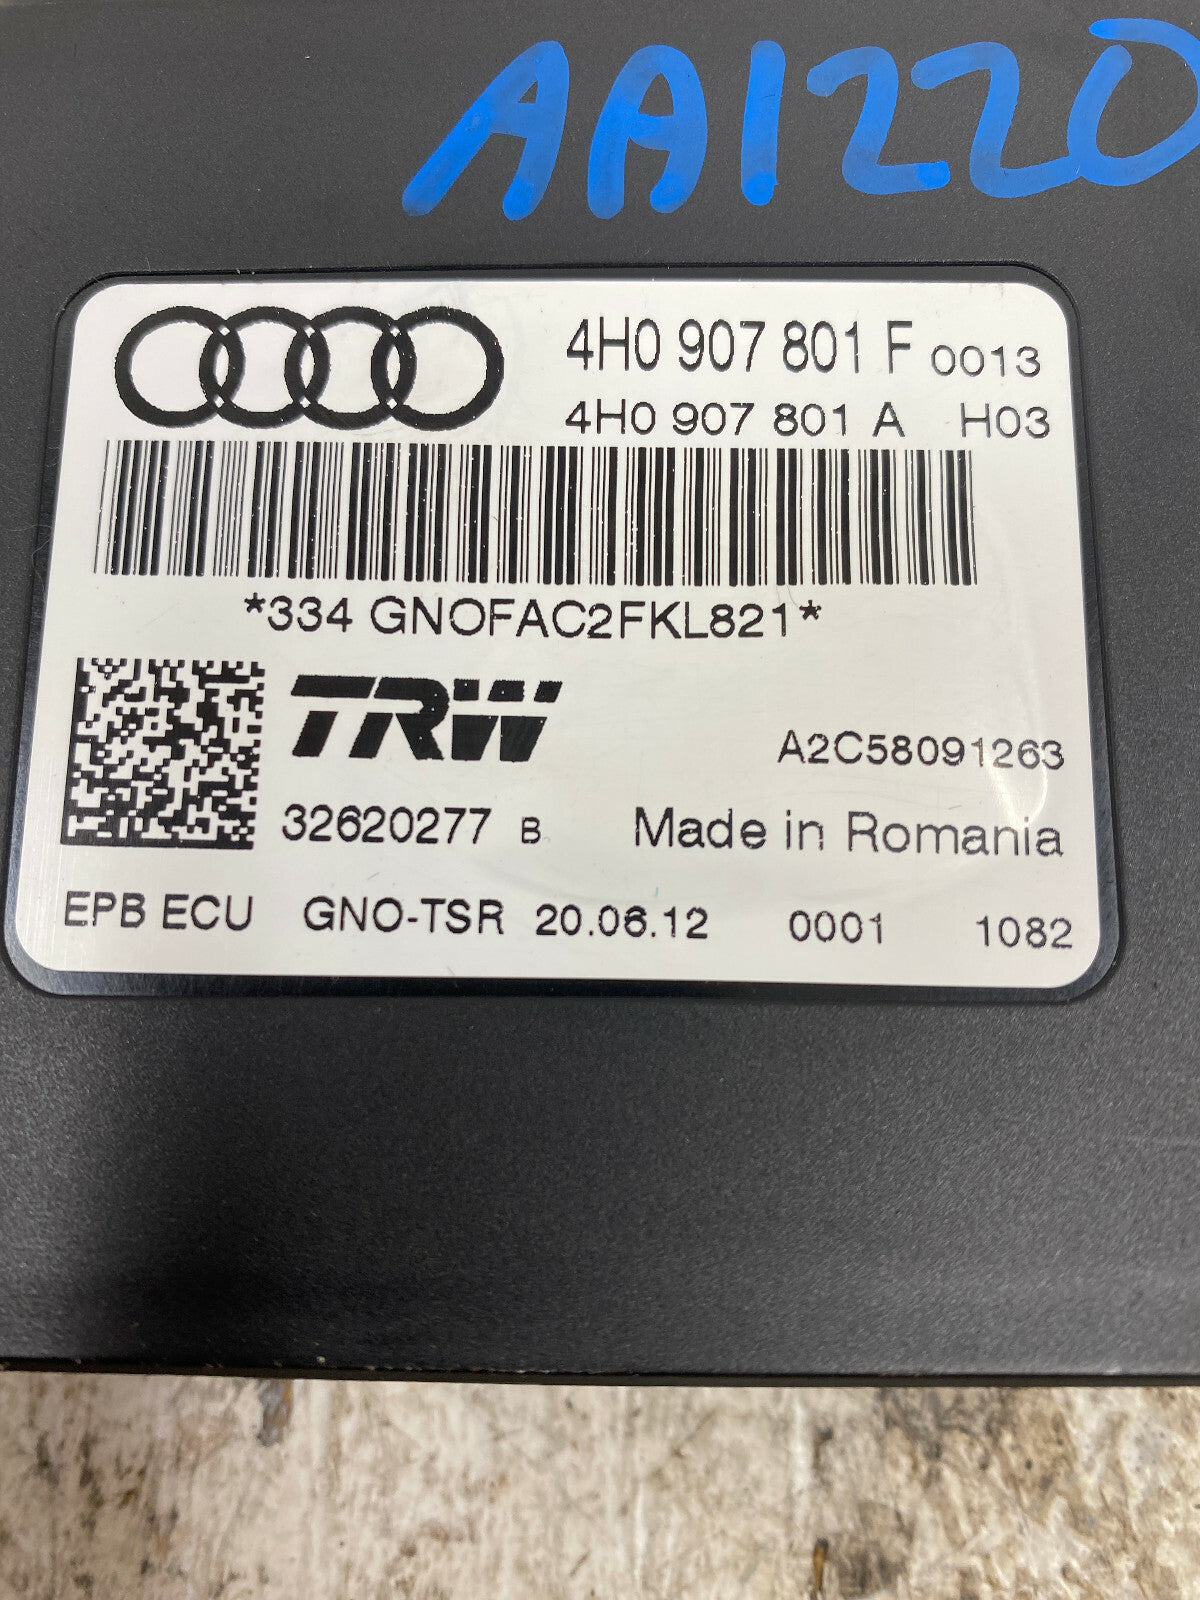 AA1220
4H0 907 801 F 0013
4H0 907 801 A H03
*334 GNOFAC2FKL821*
TRW
A2C58091263
32620277 B Made in Romania
EPB ECU GNO-TSR 20.06.12 0001 1082